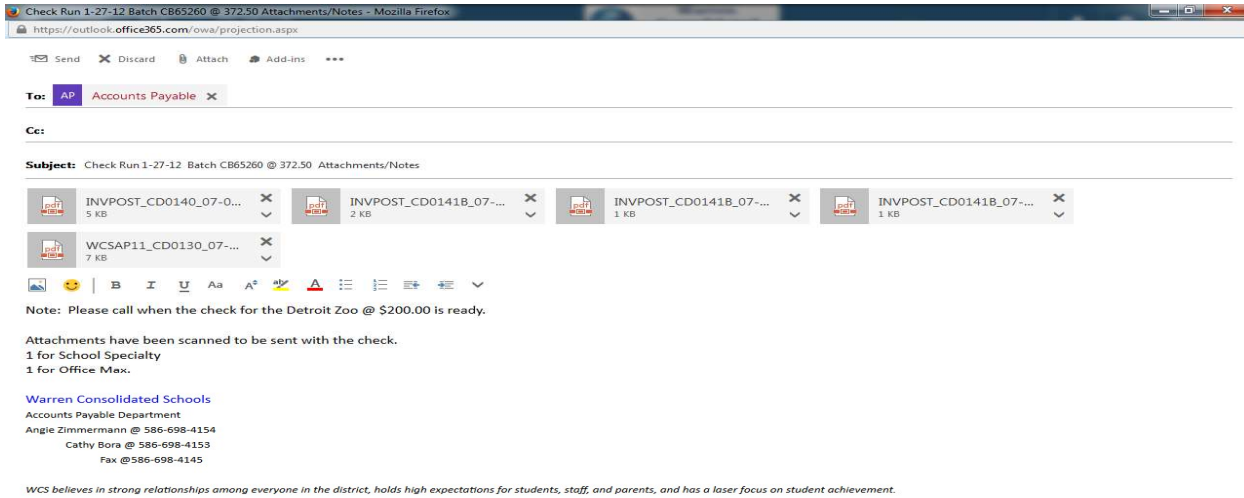 Check Run 1-27-12 Batch CB65260 @ 372.50 Attachments/Notes - Mozilla Firefox
https://outlook.office365.com/owa/projection.aspx
Send Discard Attach Add-ins •••
To: AP Accounts Payable
Cc:
Subject: Check Run 1-27-12 Batch CB65260 @ 372.50 Attachments/Notes
INVPOST_CD0140_07-0... INVPOST_CD0141B_07-... INVPOST_CD0141B_07-... INVPOST_CD0141B_07-...
5 KB 2 KB 1 KB 1 KB
WCSAP11_CD0130_07-...
7 KB
B I U Aa A aby A
Note: Please call when the check for the Detroit Zoo @ $200.00 is ready.
Attachments have been scanned to be sent with the check.
1 for School Specialty
1 for Office Max.
Warren Consolidated Schools
Accounts Payable Department
Angie Zimmermann @ 586-698-4154
Cathy Bora @ 586-698-4153
Fax @586-698-4145
WCS believes in strong relationships among everyone in the district, holds high expectations for students, staff, and parents, and has a laser focus on student achievement.